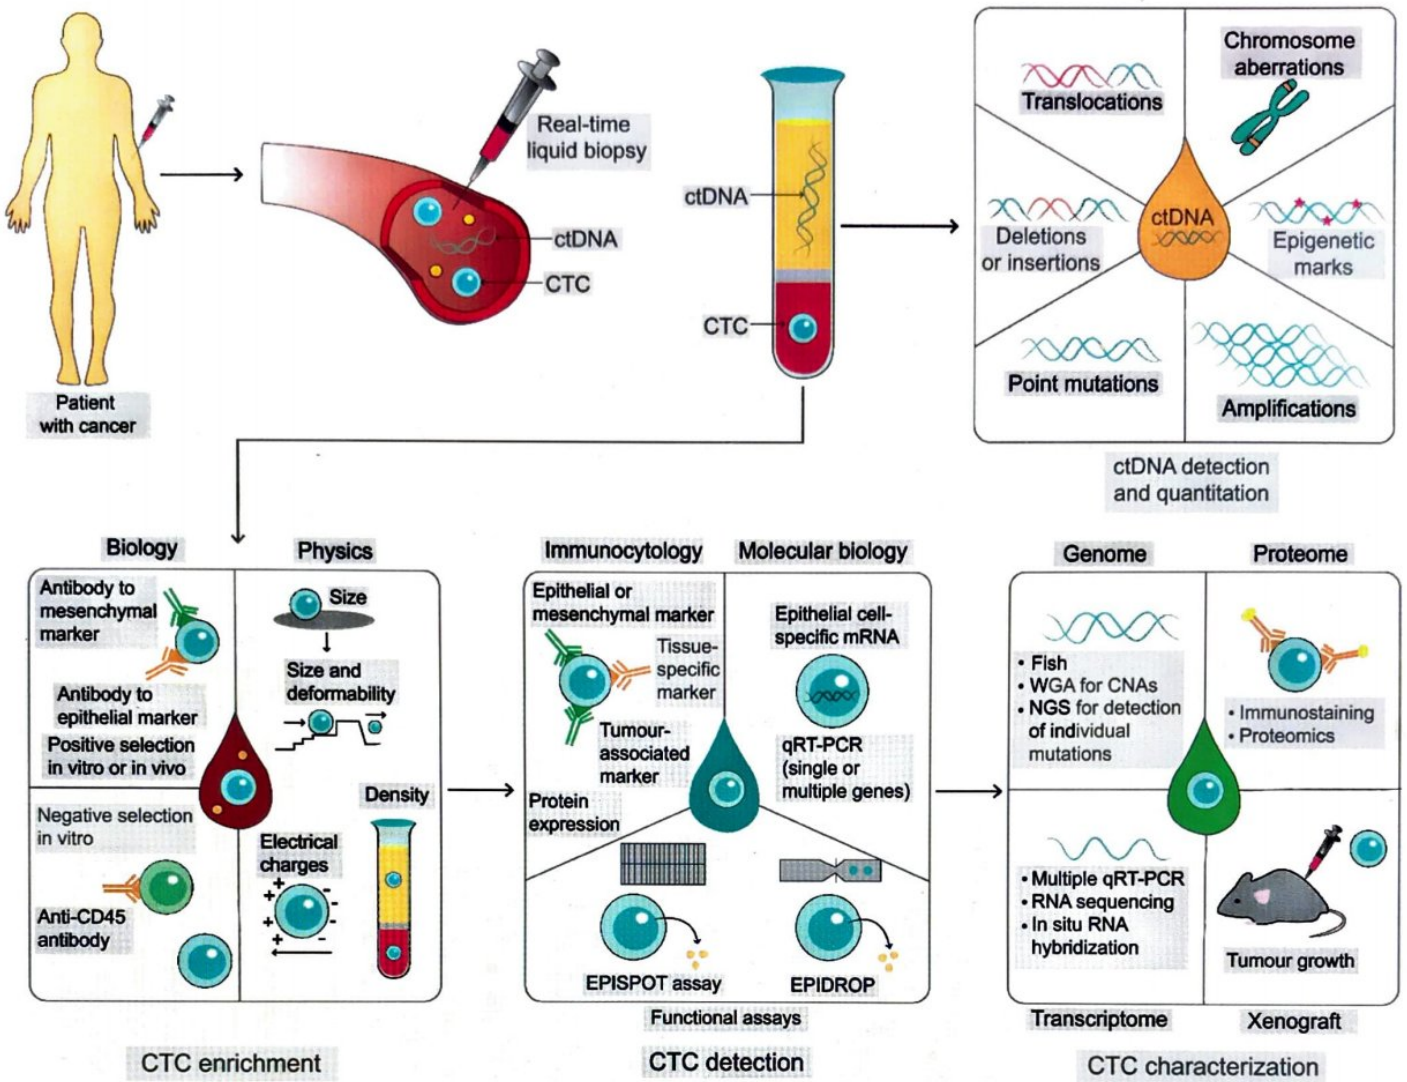 Patient
with cancer
Real-time
liquid biopsy
ctDNA
CTC
ctDNA
CTC
Translocations
Chromosome
aberrations
Deletions
or insertions
ctDNA
Epigenetic
marks
Point mutations
Amplifications
ctDNA detection
and quantitation
Biology
Physics
Antibody to
mesenchymal
marker
Antibody to
epithelial marker
Positive selection
in vitro or in vivo
Negative selection
in vitro
Anti-CD45
antibody
Size
Size and
deformability
Density
Electrical
charges
+ + + + +
- - - -
CTC enrichment
Immunocytology
Molecular biology
Epithelial or
mesenchymal marker
Tissue-
specific
marker
Tumour-
associated
marker
Protein
expression
Epithelial cell-
specific mRNA
qRT-PCR
(single or
multiple genes)
EPISPOT assay
EPIDROP
Functional assays
CTC detection
Genome
Proteome
• Fish
• WGA for CNAs
• NGS for detection
of individual
mutations
• Immunostaining
• Proteomics
• Multiple qRT-PCR
• RNA sequencing
• In situ RNA
hybridization
Tumour growth
Transcriptome
Xenograft
CTC characterization